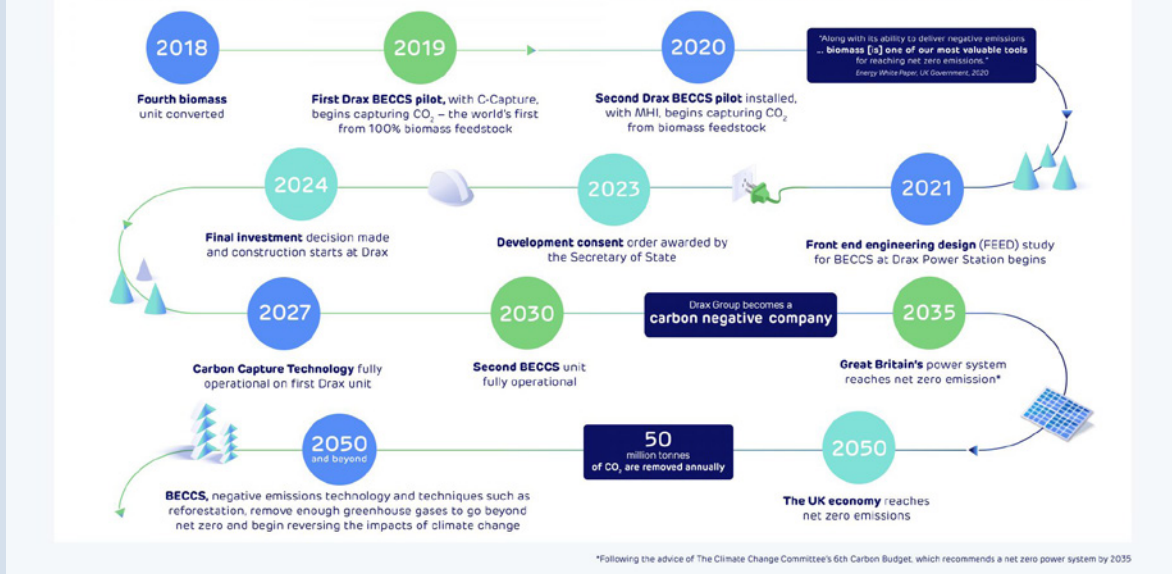 2018
Fourth biomass
unit converted
2019
First Drax BECCS pilot, with C-Capture,
begins capturing CO₂ – the world's first
from 100% biomass feedstock
2020
Second Drax BECCS pilot installed,
with MHI, begins capturing CO₂
from biomass feedstock
"Along with its ability to deliver negative emissions
... biomass [is] one of our most valuable tools
for reaching net zero emissions."
Energy White Paper, UK Government, 2020
2021
Front end engineering design (FEED) study
for BECCS at Drax Power Station begins
2023
Development consent order awarded by
the Secretary of State
2024
Final investment decision made
and construction starts at Drax
2027
Carbon Capture Technology fully
operational on first Drax unit
2030
Second BECCS unit
fully operational
Drax Group becomes a
carbon negative company
2035
Great Britain's power system
reaches net zero emission*
2050
The UK economy reaches
net zero emissions
50
million tonnes
of CO₂ are removed annually
2050
and beyond
BECCS, negative emissions technology and techniques such as
reforestation, remove enough greenhouse gases to go beyond
net zero and begin reversing the impacts of climate change
*Following the advice of The Climate Change Committee's 6th Carbon Budget, which recommends a net zero power system by 2035